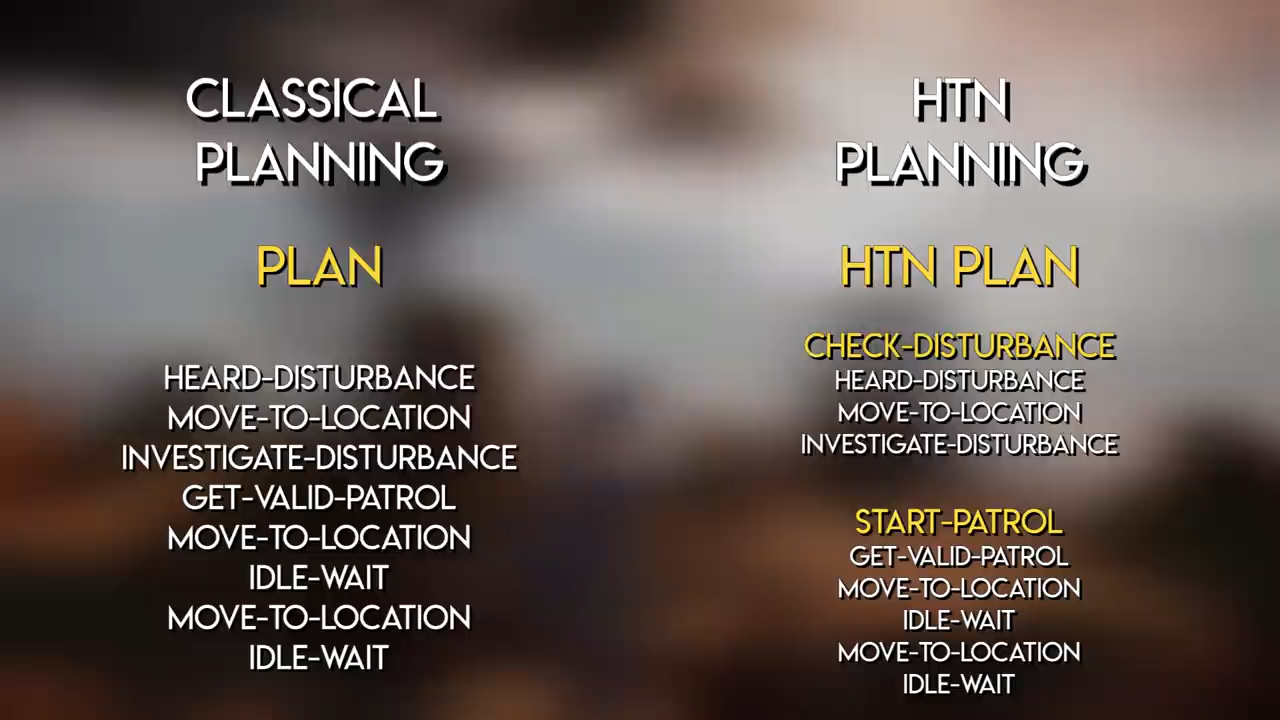 CLASSICAL
PLANNING
PLAN
HEARD-DISTURBANCE
MOVE-TO-LOCATION
INVESTIGATE-DISTURBANCE
GET-VALID-PATROL
MOVE-TO-LOCATION
IDLE-WAIT
MOVE-TO-LOCATION
IDLE-WAIT
HTN
PLANNING
HTN PLAN
CHECK-DISTURBANCE
HEARD-DISTURBANCE
MOVE-TO-LOCATION
INVESTIGATE-DISTURBANCE
START-PATROL
GET-VALID-PATROL
MOVE-TO-LOCATION
IDLE-WAIT
MOVE-TO-LOCATION
IDLE-WAIT